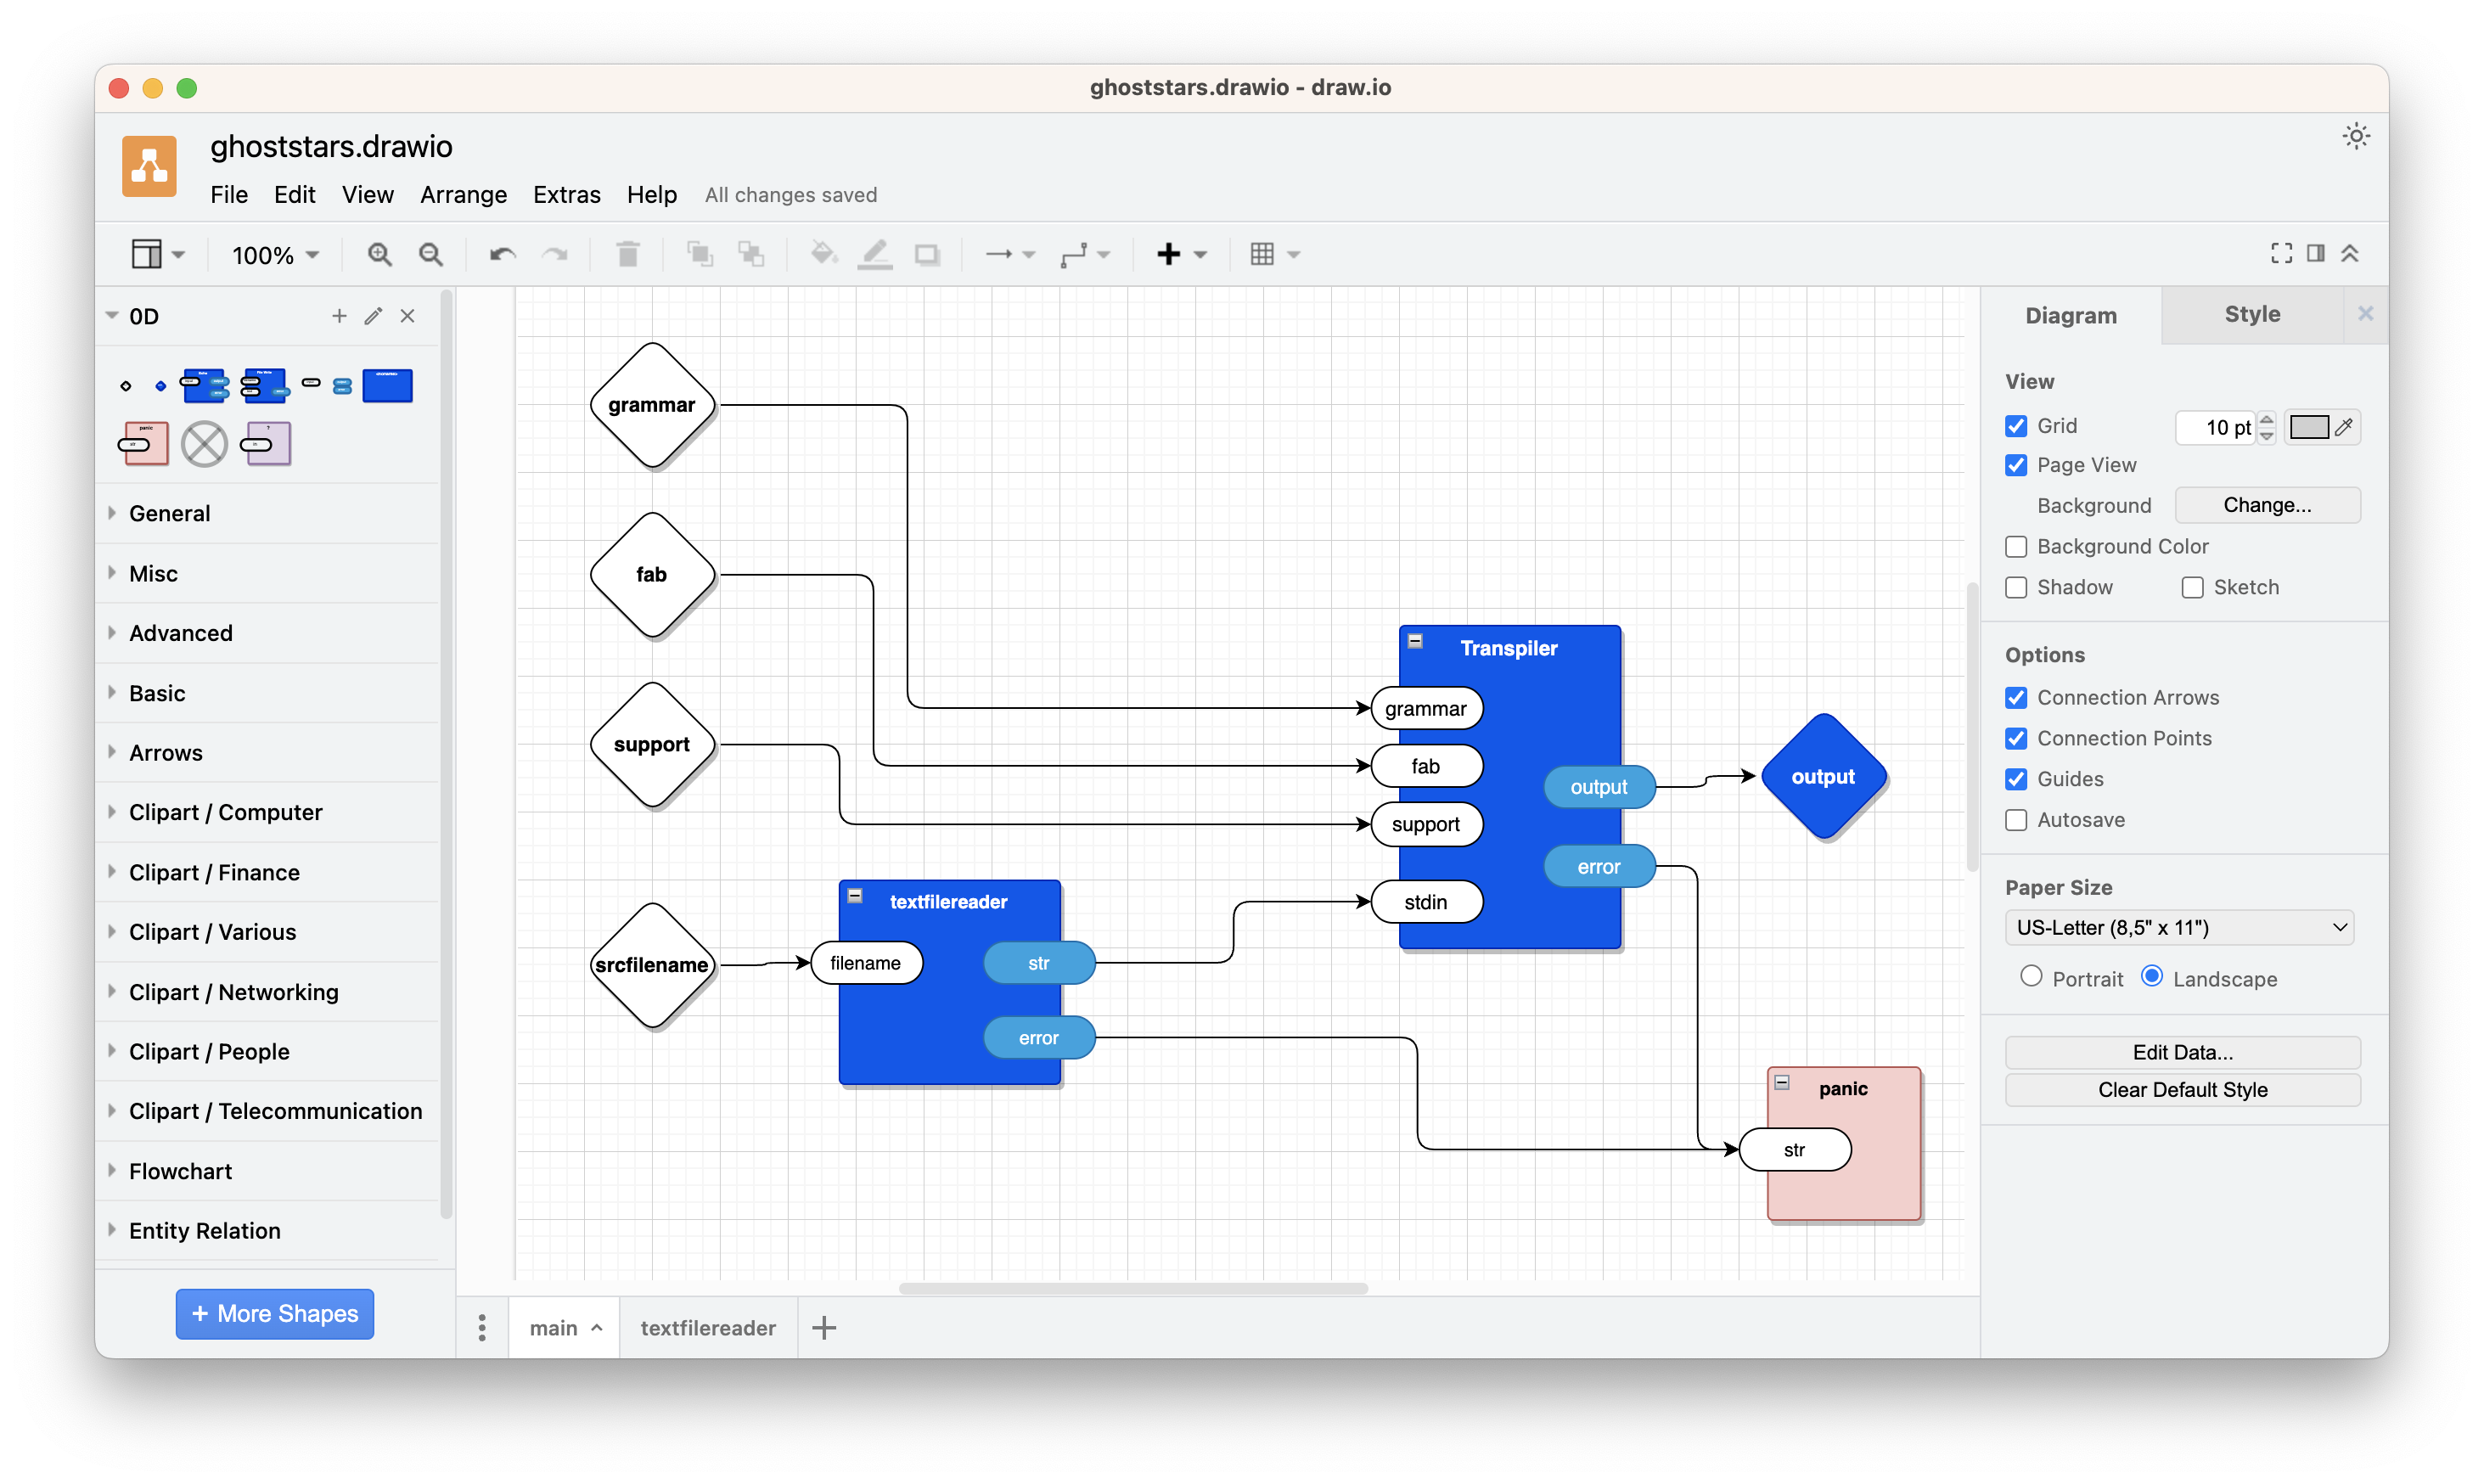 ghoststars.drawio - draw.io
ghoststars.drawio
File Edit View Arrange Extras Help All changes saved
100%
0D
General
Misc
Advanced
Basic
Arrows
Clipart / Computer
Clipart / Finance
Clipart / Various
Clipart / Networking
Clipart / People
Clipart / Telecommunication
Flowchart
Entity Relation
+ More Shapes
grammar
fab
support
srcfilename
textfilereader
filename
str
error
Transpiler
grammar
fab
support
stdin
output
error
output
panic
str
main
textfilereader
Diagram Style
View
Grid 10 pt
Page View
Background Change...
Background Color
Shadow Sketch
Options
Connection Arrows
Connection Points
Guides
Autosave
Paper Size
US-Letter (8,5" x 11")
Portrait Landscape
Edit Data...
Clear Default Style